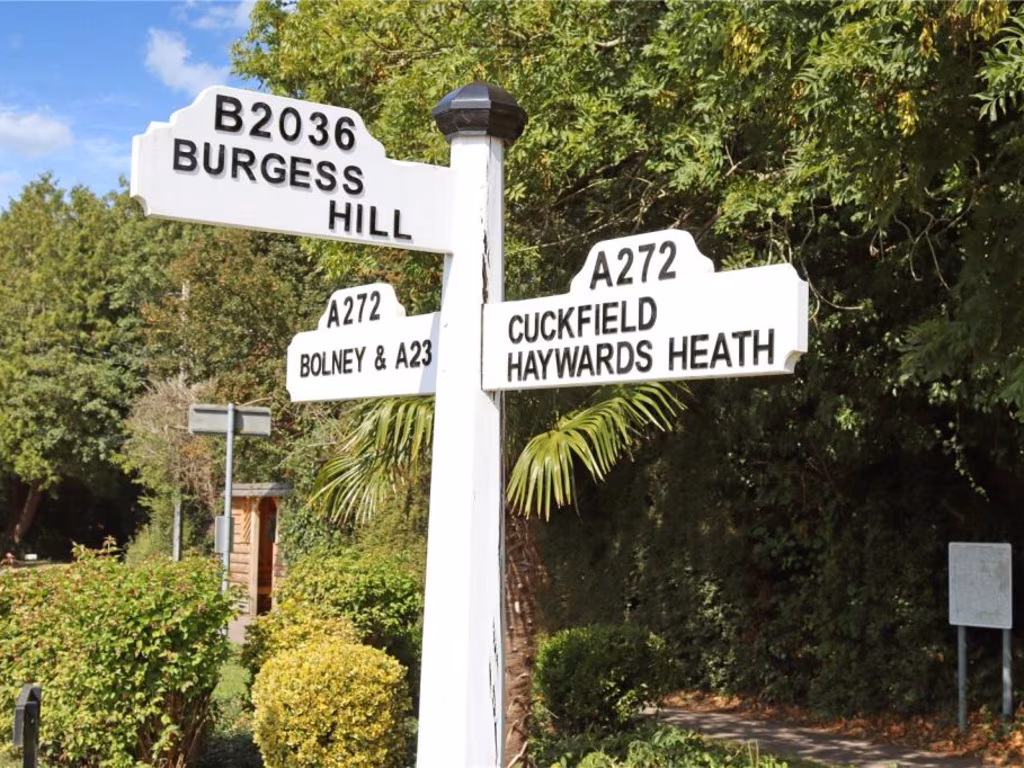 B2036
BURGESS
HILL
A272
BOLNEY & A23
A272
CUCKFIELD
HAYWARDS HEATH